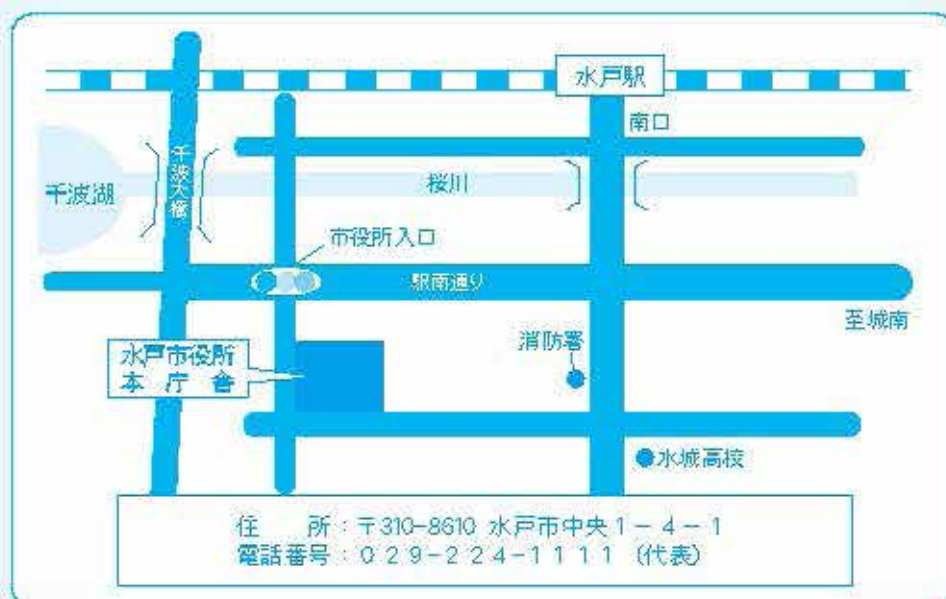 水戸駅
南口
千波大橋
千波湖
桜川
市役所入口
駅南通り
至城南
消防署
水戸市役所
本庁舎
水城高校
住　　所：〒310-8610 水戸市中央1－4－1
電話番号：029-224-1111（代表）